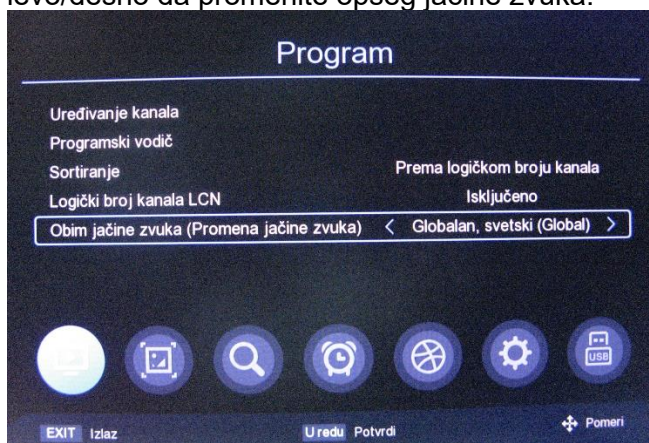 levo/desno da promenite opseg jačine zvuka.
Program
Uređivanje kanala
Programski vodič
Sortiranje Prema logičkom broju kanala
Logički broj kanala LCN Isključeno
Obim jačine zvuka (Promena jačine zvuka) < Globalan, svetski (Global) >
USB
EXIT Izlaz U redu Potvrdi Pomeri